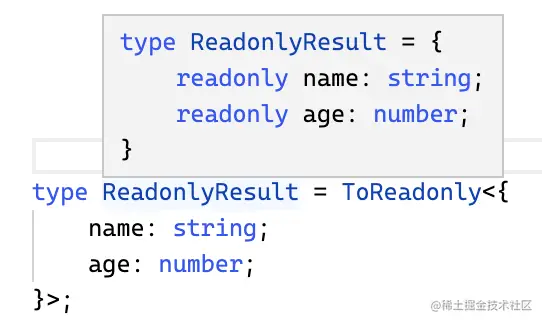 type ReadonlyResult = {
    readonly name: string;
    readonly age: number;
}
type ReadonlyResult = ToReadonly<{
    name: string;
    age: number;
}>;
@稀土掘金技术社区